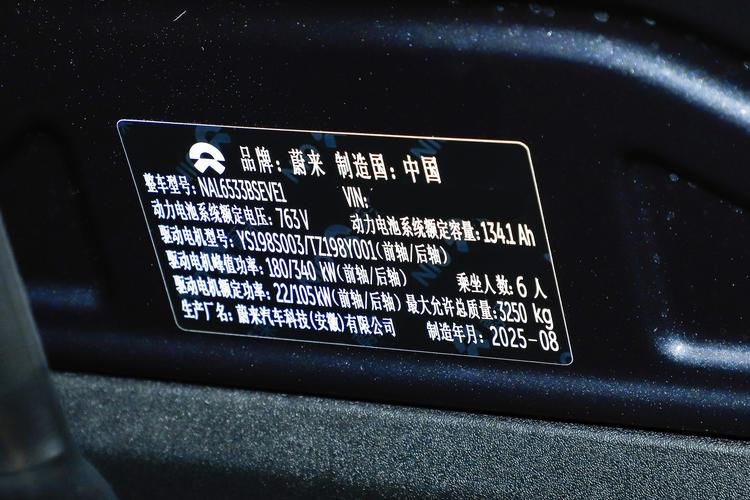 品牌: 蔚来 制造国: 中国
整车型号: NAL6533BSEVE1 VIN:
动力电池系统额定电压: 763V 动力电池系统额定容量: 134.1 Ah
驱动电机型号: YS198S003/TZ198Y001(前轴/后轴)
驱动电机峰值功率: 180/340 kW(前轴/后轴) 乘坐人数: 6 人
驱动电机额定功率: 22/105kW(前轴/后轴) 最大允许总质量: 3250 kg
生产厂名: 蔚来汽车科技(安徽)有限公司 制造年月: 2025-08